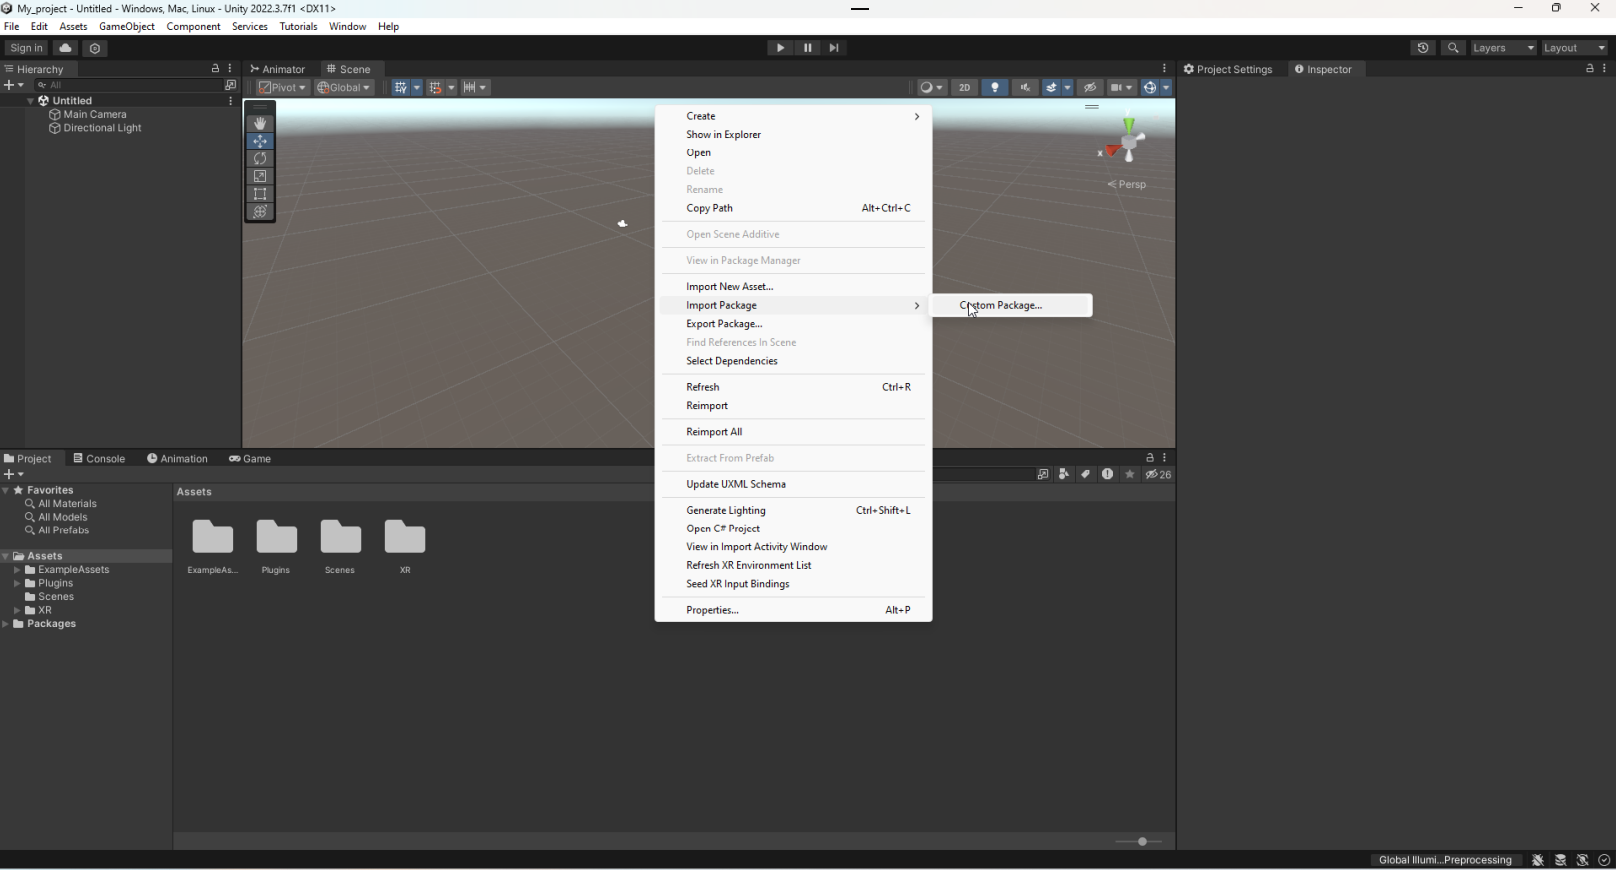 My_project - Untitled - Windows, Mac, Linux - Unity 2022.3.7f1 <DX11>
File Edit Assets GameObject Component Services Tutorials Window Help
Sign in
Layers
Layout
Hierarchy
Animator
Scene
Project Settings
Inspector
All
Pivot
Global
2D
Untitled
Main Camera
Directional Light
x
Persp
Create
Show in Explorer
Open
Delete
Rename
Copy Path Alt+Ctrl+C
Open Scene Additive
View in Package Manager
Import New Asset...
Import Package
Custom Package...
Export Package...
Find References In Scene
Select Dependencies
Refresh Ctrl+R
Reimport
Reimport All
Extract From Prefab
Update UXML Schema
Generate Lighting Ctrl+Shift+L
Open C# Project
View in Import Activity Window
Refresh XR Environment List
Seed XR Input Bindings
Properties... Alt+P
Project
Console
Animation
Game
26
Favorites
All Materials
All Models
All Prefabs
Assets
ExampleAssets
Plugins
Scenes
XR
Packages
Assets
ExampleAs...
Plugins
Scenes
XR
Global Illumi...Preprocessing